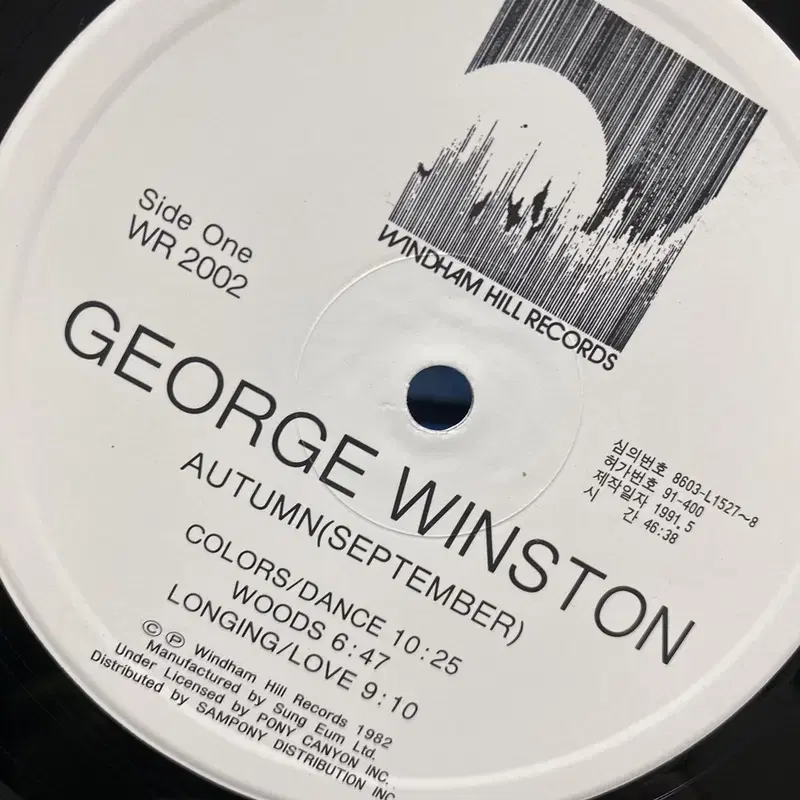 WINDHAM HILL RECORDS
Side One
WR 2002
GEORGE WINSTON
심의번호 8603-L1527~8
허가번호 91-400
제작일자 1991.5
시 간 46:38
AUTUMN(SEPTEMBER)
COLORS/DANCE 10:25
WOODS 6:47
LONGING/LOVE 9:10
© ℗ Windham Hill Records 1982
Manufactured by Sung Eum Ltd.
Under Licensed by PONY CANYON INC.
Distributed by SAMPONY DISTRIBUTION INC